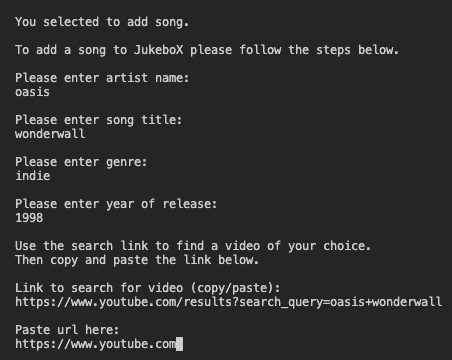 You selected to add song.
To add a song to JukeboX please follow the steps below.
Please enter artist name:
oasis
Please enter song title:
wonderwall
Please enter genre:
indie
Please enter year of release:
1998
Use the search link to find a video of your choice.
Then copy and paste the link below.
Link to search for video (copy/paste):
https://www.youtube.com/results?search_query=oasis+wonderwall
Paste url here:
https://www.youtube.com